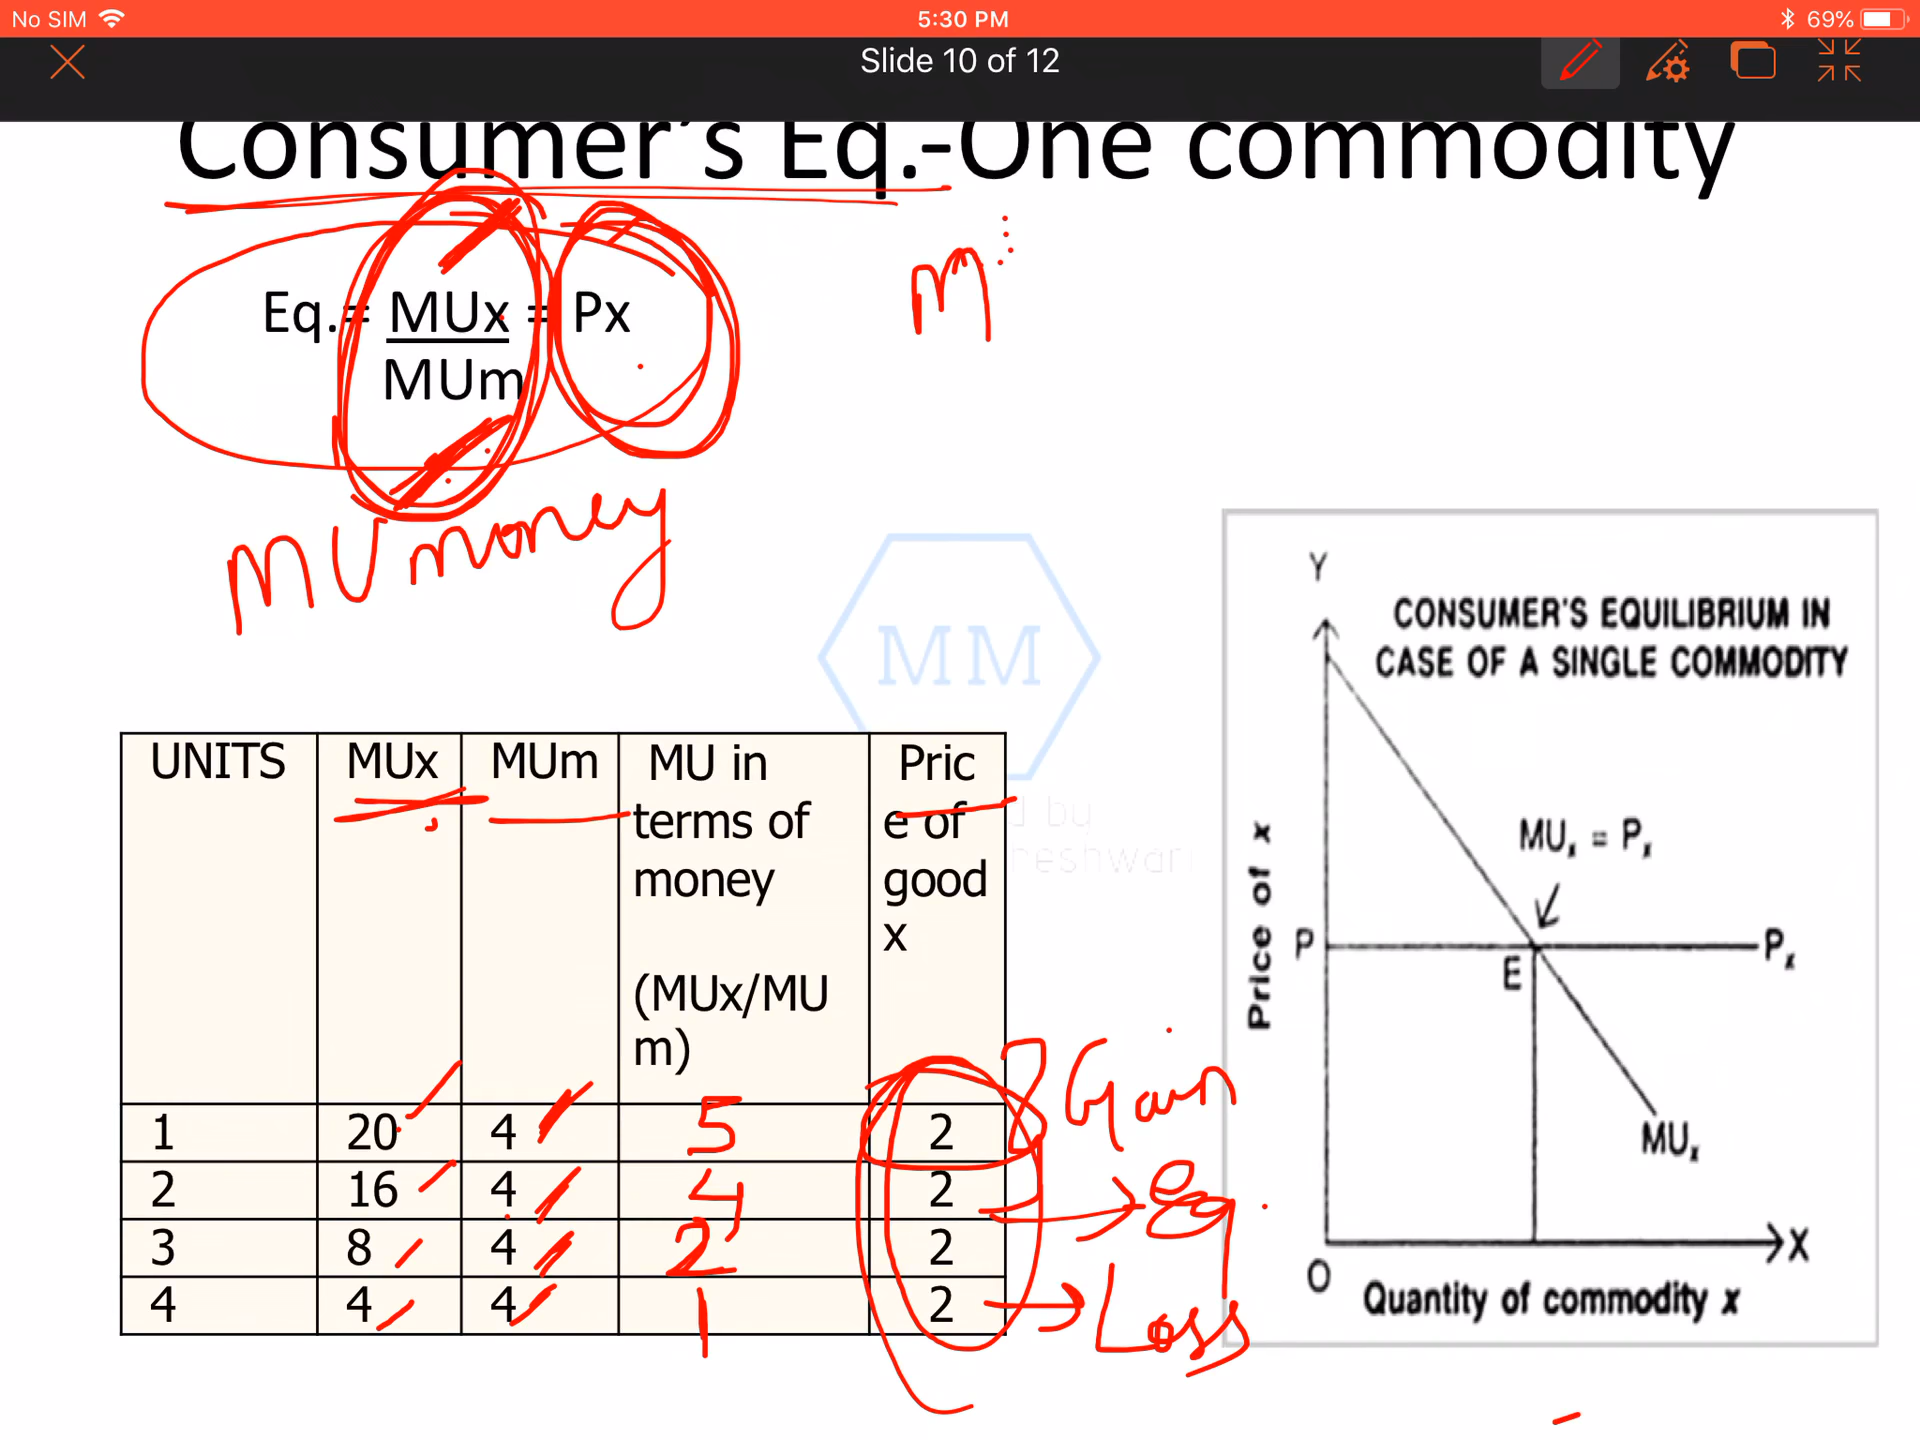 No SIM 5:30 PM 69%
Slide 10 of 12
Consumer's Eq.-One commodity
Eq.= MUx = Px
MUm
M
MU money
MM
UNITS MUx MUm MU in terms of money (MUx/MUm) Price of good x
1 20 4 5 2
2 16 4 4 2
3 8 4 2 2
4 4 4 1 2
Gain
Eq
Loss
d by
neshwari
Y
CONSUMER'S EQUILIBRIUM IN
CASE OF A SINGLE COMMODITY
MUx = Px
Price of x
P
E
Px
MUx
O
X
Quantity of commodity x